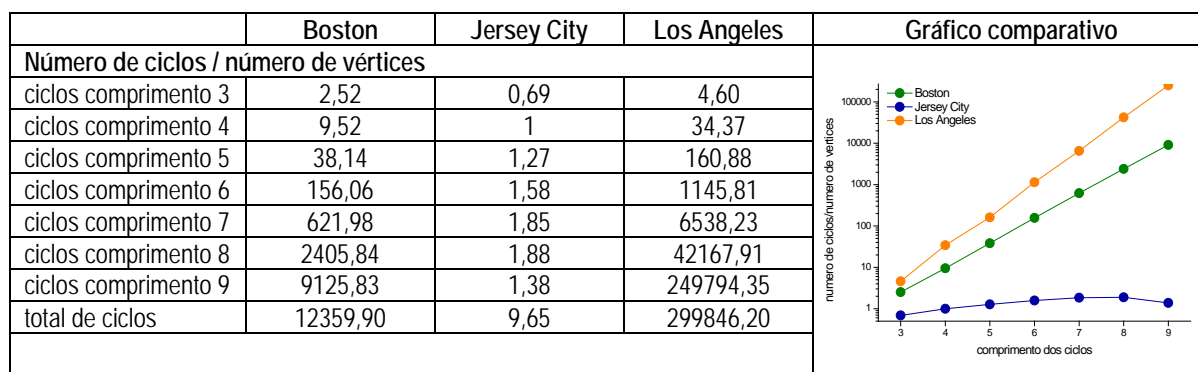 Boston Jersey City Los Angeles Gráfico comparativo
Número de ciclos / número de vértices
ciclos comprimento 3 2,52 0,69 4,60
ciclos comprimento 4 9,52 1 34,37
ciclos comprimento 5 38,14 1,27 160,88
ciclos comprimento 6 156,06 1,58 1145,81
ciclos comprimento 7 621,98 1,85 6538,23
ciclos comprimento 8 2405,84 1,88 42167,91
ciclos comprimento 9 9125,83 1,38 249794,35
total de ciclos 12359,90 9,65 299846,20
Boston
Jersey City
Los Angeles
100000
10000
1000
100
10
1
numero de ciclos/numero de vertices
3 4 5 6 7 8 9
comprimento dos ciclos